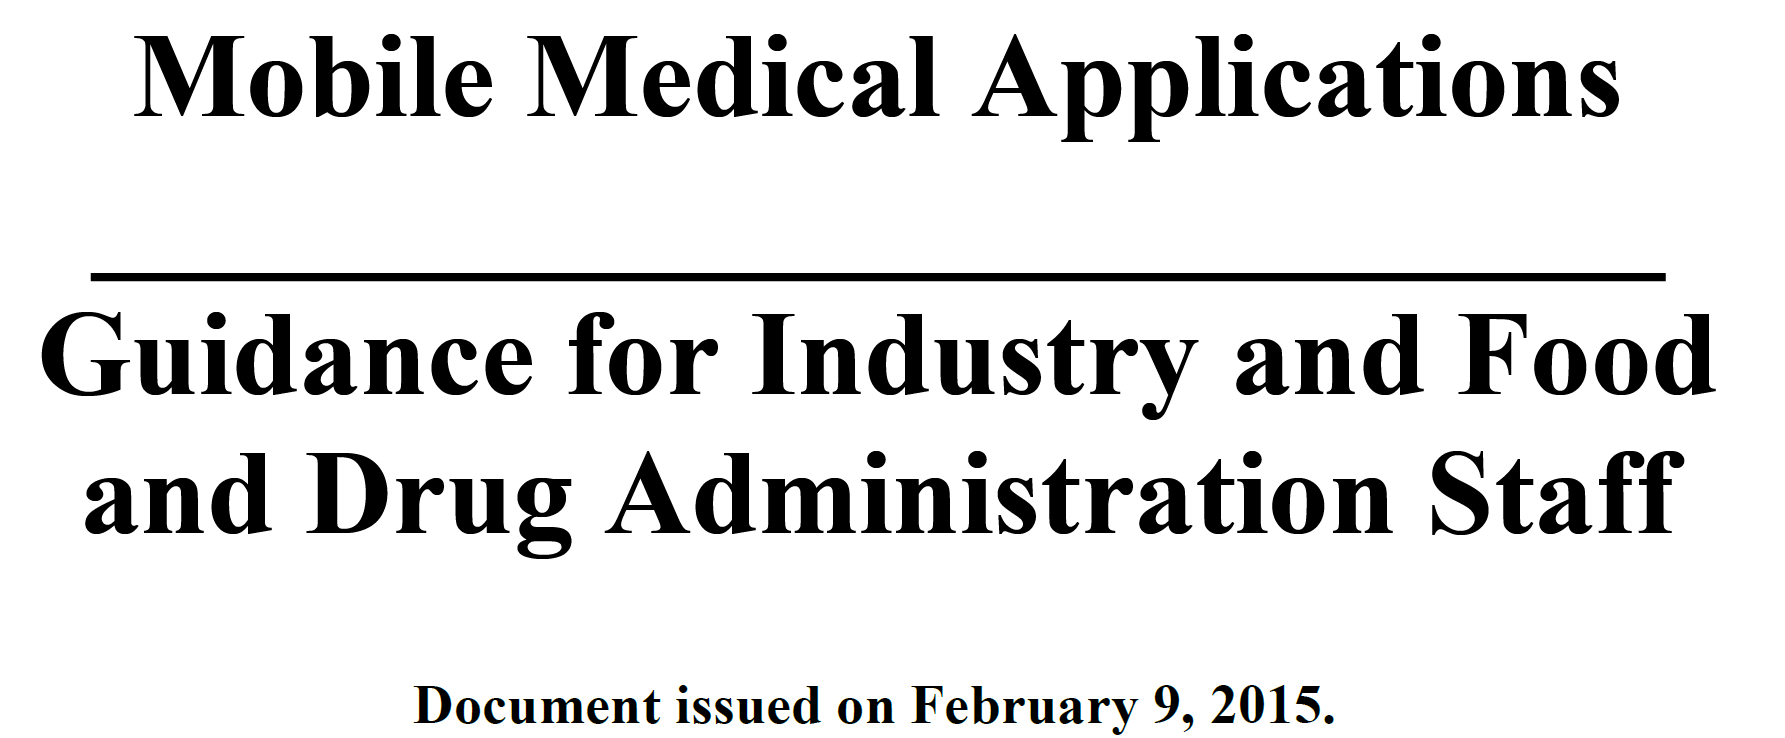 Mobile Medical Applications
Guidance for Industry and Food
and Drug Administration Staff
Document issued on February 9, 2015.